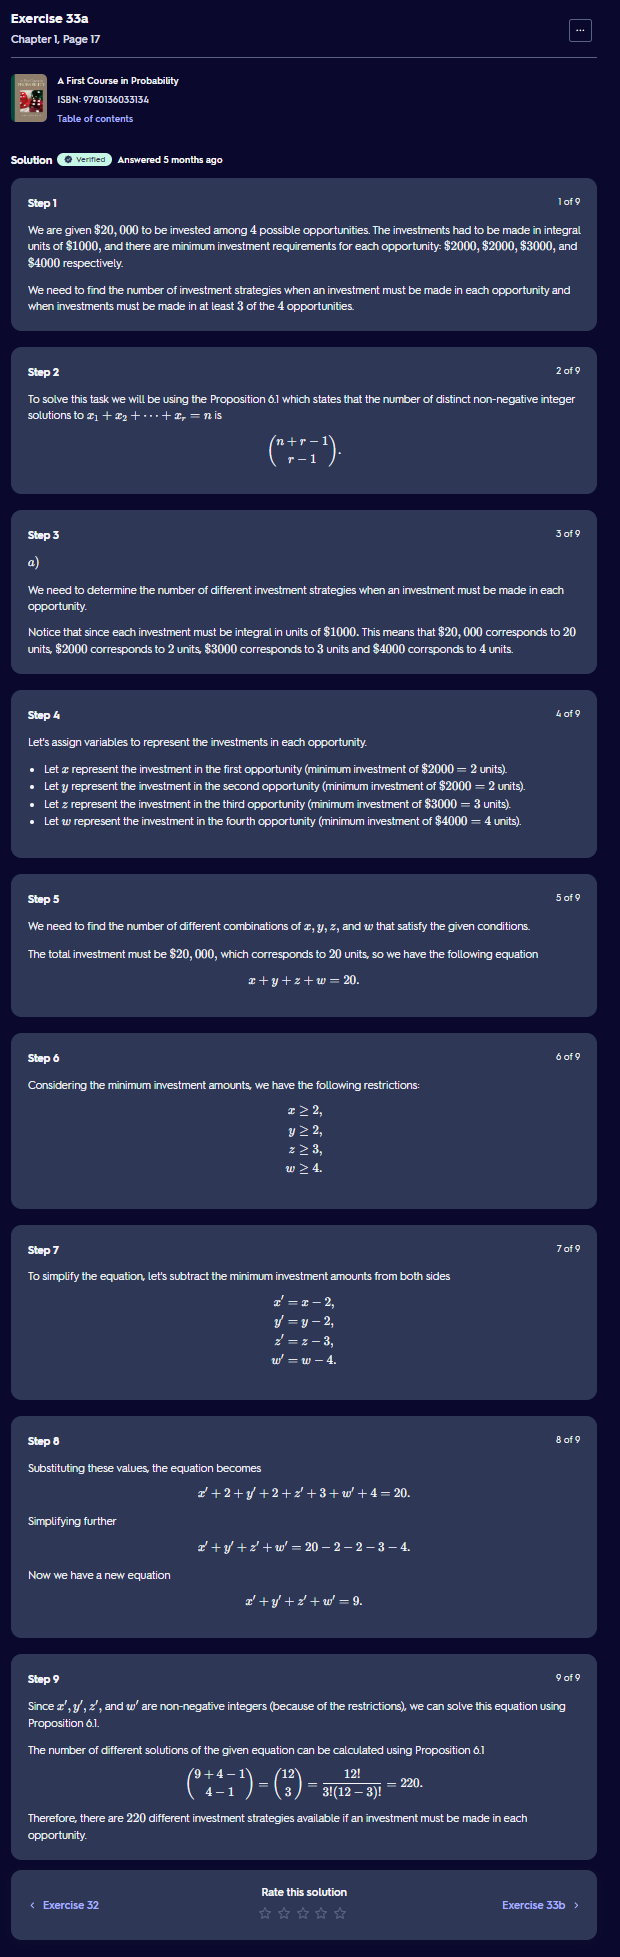 Exercise 33a
Chapter 1, Page 17
...
A First Course in Probability
ISBN: 9780136033134
Table of contents
Solution Verified Answered 5 months ago
Step 1
1 of 9
We are given $20,000 to be invested among 4 possible opportunities. The investments had to be made in integral
units of $1000, and there are minimum investment requirements for each opportunity: $2000, $2000, $3000, and
$4000 respectively.
We need to find the number of investment strategies when an investment must be made in each opportunity and
when investments must be made in at least 3 of the 4 opportunities.
Step 2
2 of 9
To solve this task we will be using the Proposition 6.1 which states that the number of distinct non-negative integer
solutions to x₁ + x₂ + ⋯ + xᵣ = n is
(n + r − 1
r − 1).
Step 3
3 of 9
a)
We need to determine the number of different investment strategies when an investment must be made in each
opportunity.
Notice that since each investment must be integral in units of $1000. This means that $20,000 corresponds to 20
units, $2000 corresponds to 2 units, $3000 corresponds to 3 units and $4000 corrsponds to 4 units.
Step 4
4 of 9
Let's assign variables to represent the investments in each opportunity.
• Let x represent the investment in the first opportunity (minimum investment of $2000 = 2 units).
• Let y represent the investment in the second opportunity (minimum investment of $2000 = 2 units).
• Let z represent the investment in the third opportunity (minimum investment of $3000 = 3 units).
• Let w represent the investment in the fourth opportunity (minimum investment of $4000 = 4 units).
Step 5
5 of 9
We need to find the number of different combinations of x, y, z, and w that satisfy the given conditions.
The total investment must be $20,000, which corresponds to 20 units, so we have the following equation
x + y + z + w = 20.
Step 6
6 of 9
Considering the minimum investment amounts, we have the following restrictions:
x ≥ 2,
y ≥ 2,
z ≥ 3,
w ≥ 4.
Step 7
7 of 9
To simplify the equation, let's subtract the minimum investment amounts from both sides
x′ = x − 2,
y′ = y − 2,
z′ = z − 3,
w′ = w − 4.
Step 8
8 of 9
Substituting these values, the equation becomes
x′ + 2 + y′ + 2 + z′ + 3 + w′ + 4 = 20.
Simplifying further
x′ + y′ + z′ + w′ = 20 − 2 − 2 − 3 − 4.
Now we have a new equation
x′ + y′ + z′ + w′ = 9.
Step 9
9 of 9
Since x′, y′, z′, and w′ are non-negative integers (because of the restrictions), we can solve this equation using
Proposition 6.1.
The number of different solutions of the given equation can be calculated using Proposition 6.1
(9 + 4 − 1
4 − 1) = (12
3) = 12!/3!(12 − 3)! = 220.
Therefore, there are 220 different investment strategies available if an investment must be made in each
opportunity.
Rate this solution
‹ Exercise 32
Exercise 33b ›